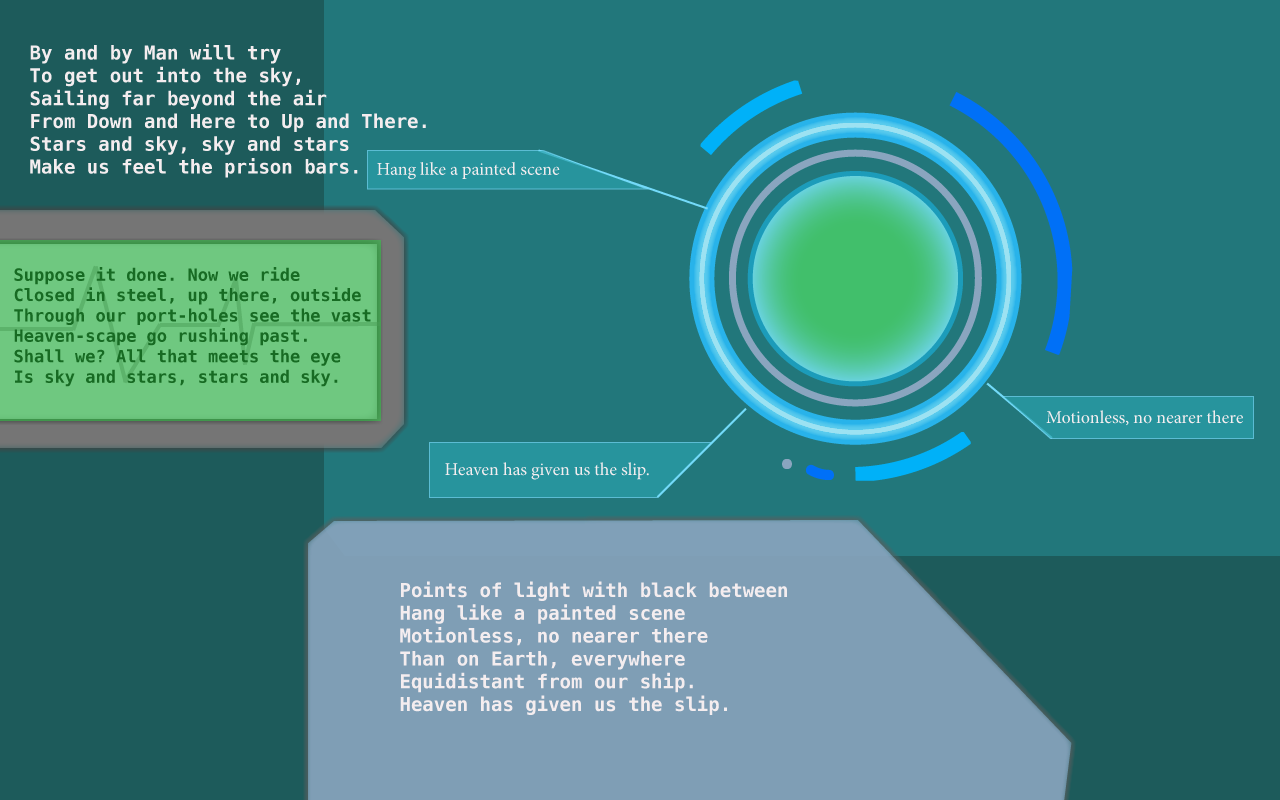 By and by Man will try
To get out into the sky,
Sailing far beyond the air
From Down and Here to Up and There.
Stars and sky, sky and stars
Make us feel the prison bars.
Hang like a painted scene
Suppose it done. Now we ride
Closed in steel, up there, outside
Through our port-holes see the vast
Heaven-scape go rushing past.
Shall we? All that meets the eye
Is sky and stars, stars and sky.
Motionless, no nearer there
Heaven has given us the slip.
Points of light with black between
Hang like a painted scene
Motionless, no nearer there
Than on Earth, everywhere
Equidistant from our ship.
Heaven has given us the slip.